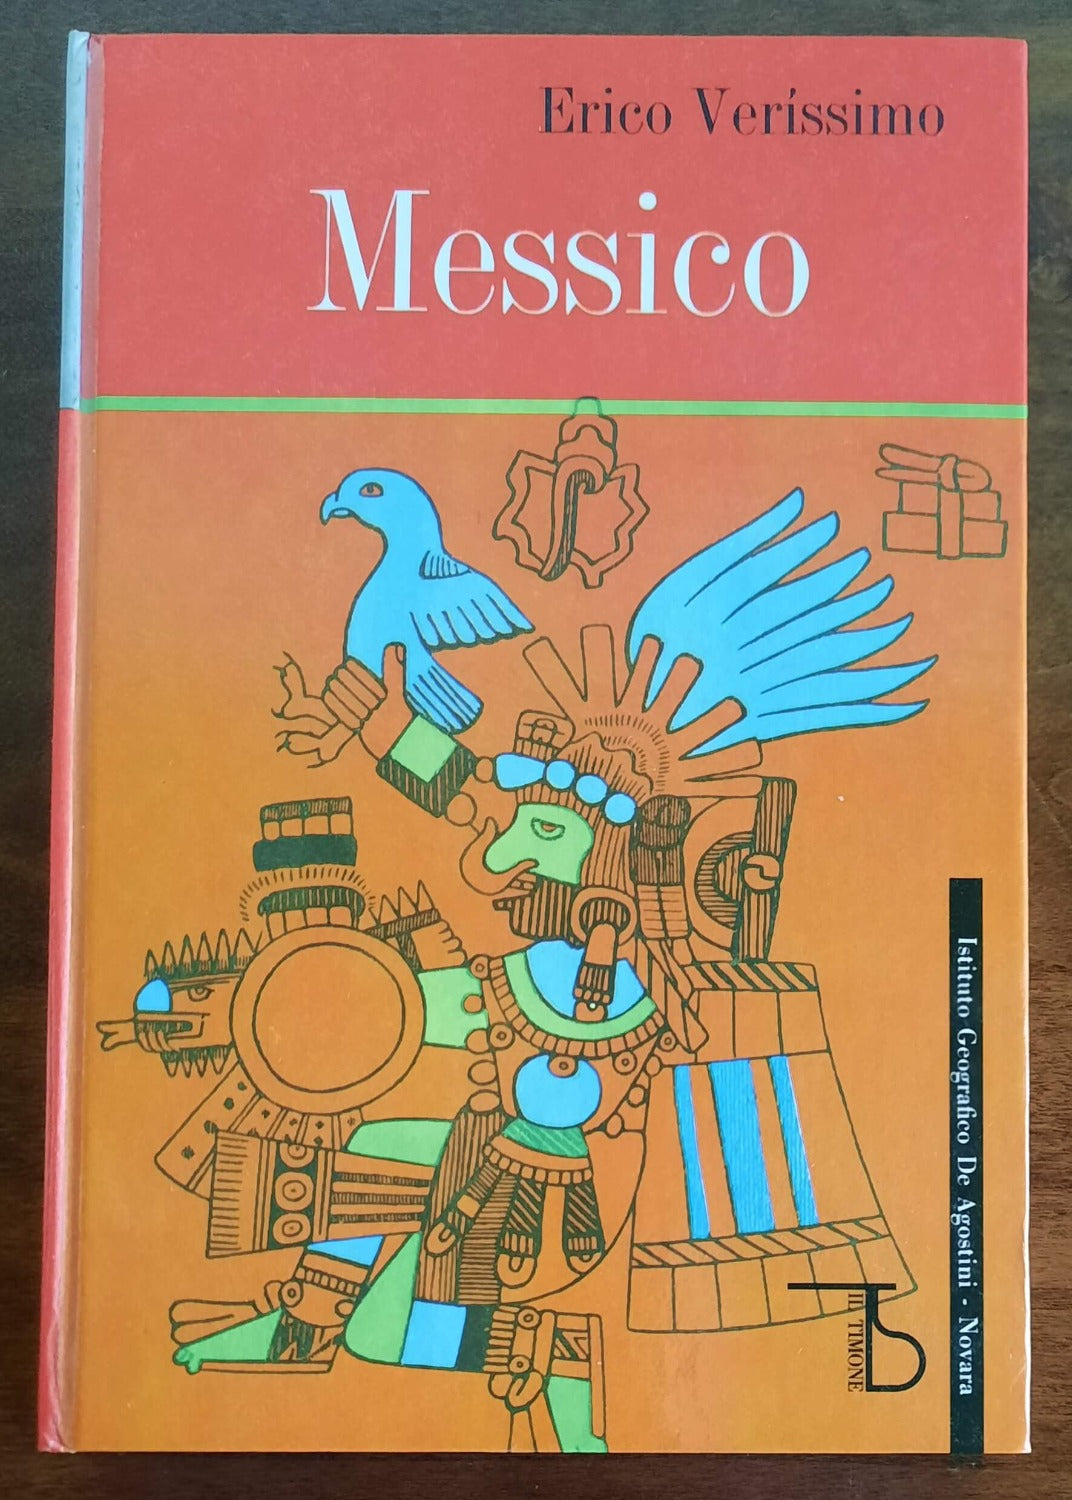 Erico Veríssimo
Messico
Istituto Geografico De Agostini • Novara
IL TIMONE